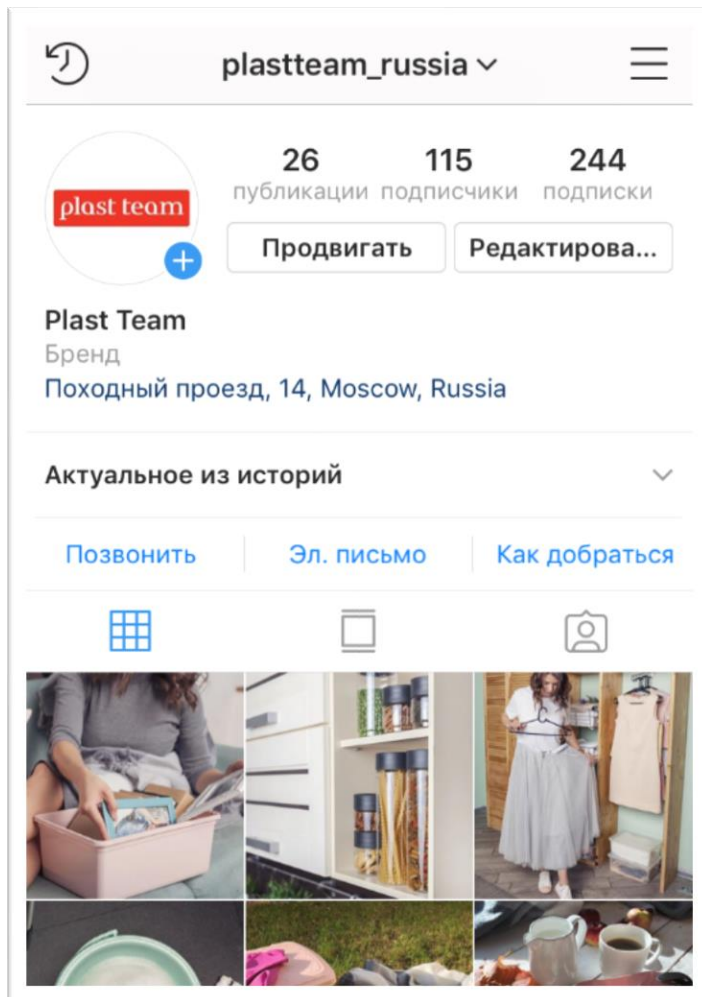 plastteam_russia
26 115 244
публикации подписчики подписки
plast team
Продвигать Редактирова...
Plast Team
Бренд
Походный проезд, 14, Moscow, Russia
Актуальное из историй
Позвонить Эл. письмо Как добраться